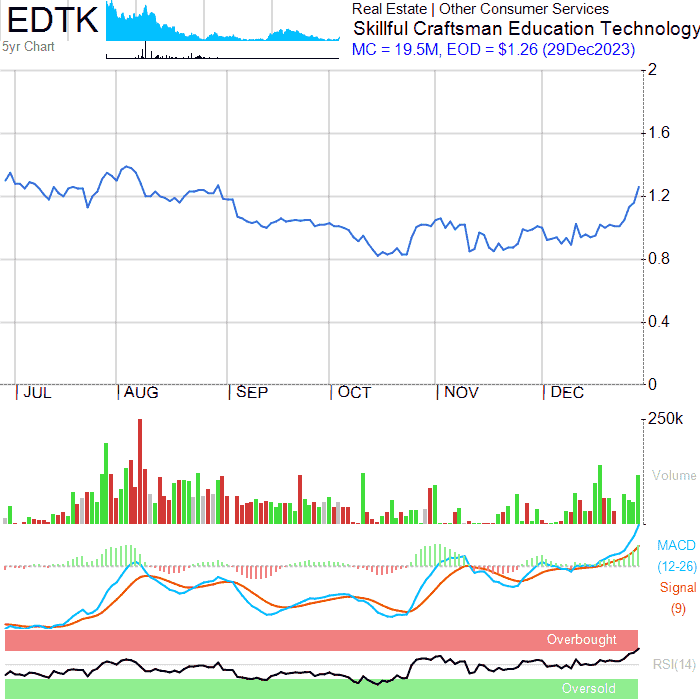 EDTK
5yr Chart
Real Estate | Other Consumer Services
Skillful Craftsman Education Technology
MC = 19.5M, EOD = $1.26 (29Dec2023)
2
1.6
1.2
0.8
0.4
0
JUL AUG SEP OCT NOV DEC
250k
Volume
MACD
(12-26)
Signal
(9)
Overbought
RSI(14)
Oversold